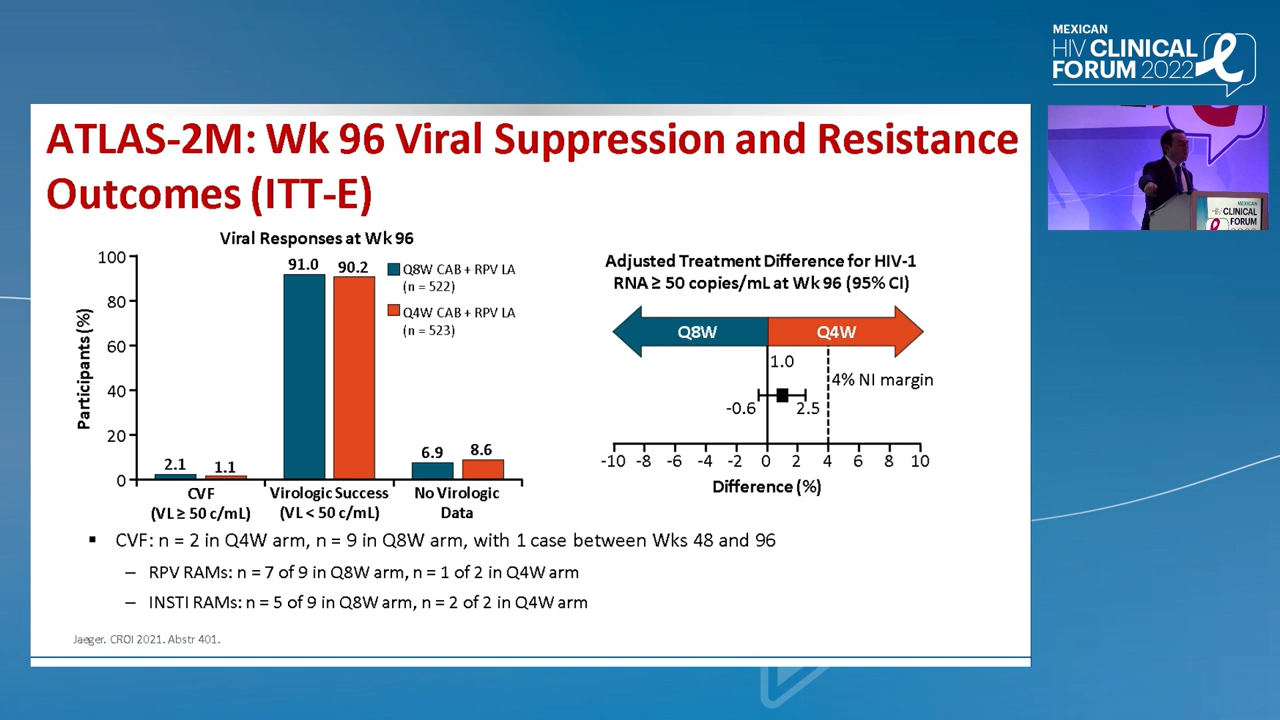 MEXICAN
HIV CLINICAL
FORUM 2022
ATLAS-2M: Wk 96 Viral Suppression and Resistance
Outcomes (ITT-E)
Viral Responses at Wk 96
Participants (%)
100
80
60
40
20
0
2.1
1.1
91.0
90.2
6.9
8.6
CVF
(VL ≥ 50 c/mL)
Virologic Success
(VL < 50 c/mL)
No Virologic
Data
Q8W CAB + RPV LA
(n = 522)
Q4W CAB + RPV LA
(n = 523)
Adjusted Treatment Difference for HIV-1
RNA ≥ 50 copies/mL at Wk 96 (95% CI)
Q8W
Q4W
1.0
4% NI margin
-0.6
2.5
-10 -8 -6 -4 -2 0 2 4 6 8 10
Difference (%)
▪ CVF: n = 2 in Q4W arm, n = 9 in Q8W arm, with 1 case between Wks 48 and 96
– RPV RAMs: n = 7 of 9 in Q8W arm, n = 1 of 2 in Q4W arm
– INSTI RAMs: n = 5 of 9 in Q8W arm, n = 2 of 2 in Q4W arm
Jaeger. CROI 2021. Abstr 401.
MEXICAN
HIV CLINICAL
FORUM